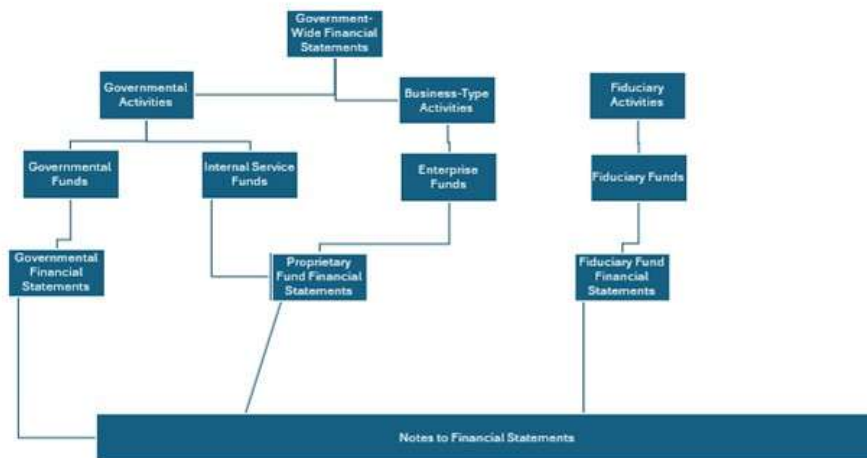 Government-
Wide Financial
Statements
Governmental
Activities
Business-Type
Activities
Fiduciary
Activities
Governmental
Funds
Internal Service
Funds
Enterprise
Funds
Fiduciary Funds
Governmental
Financial
Statements
Proprietary
Fund Financial
Statements
Fiduciary Fund
Financial
Statements
Notes to Financial Statements